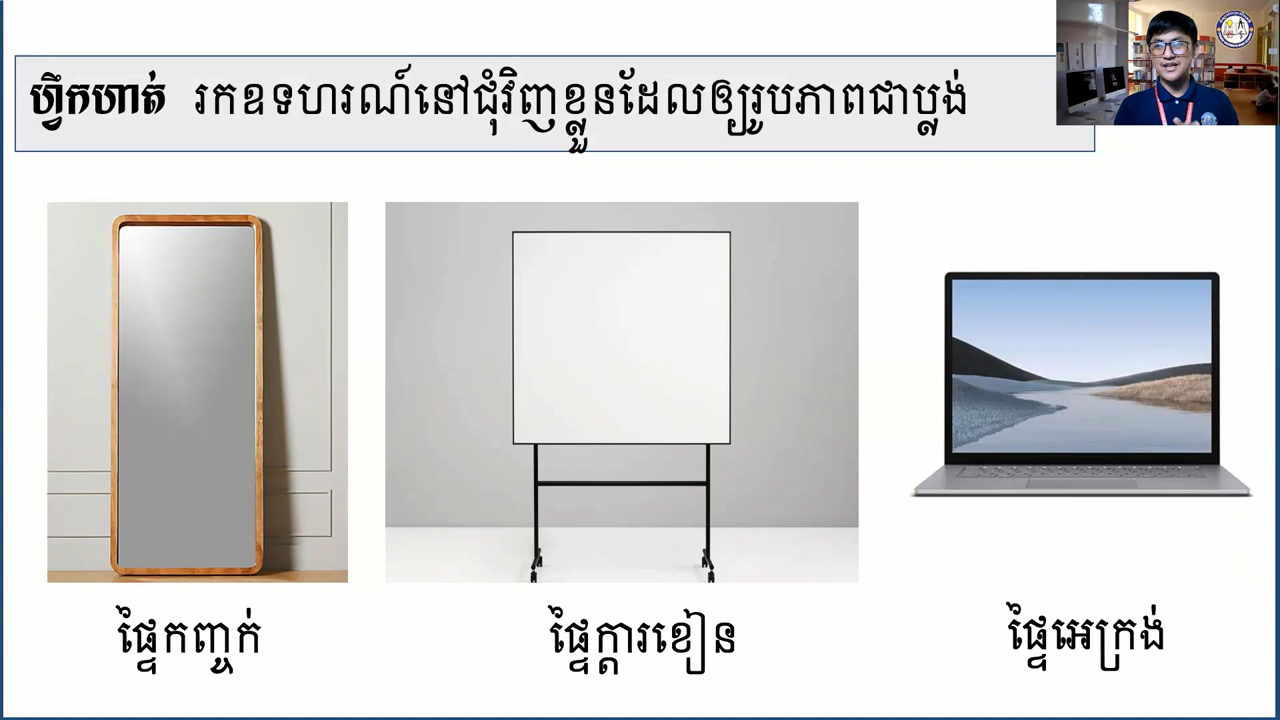 ហ្វឹកហាត់ រកឧទហរណ៍នៅជុំវិញខ្លួនដែលឲ្យរូបភាពជាប្លង់
ផ្ទៃកញ្ចក់
ផ្ទៃក្ដារខៀន
ផ្ទៃអេក្រង់